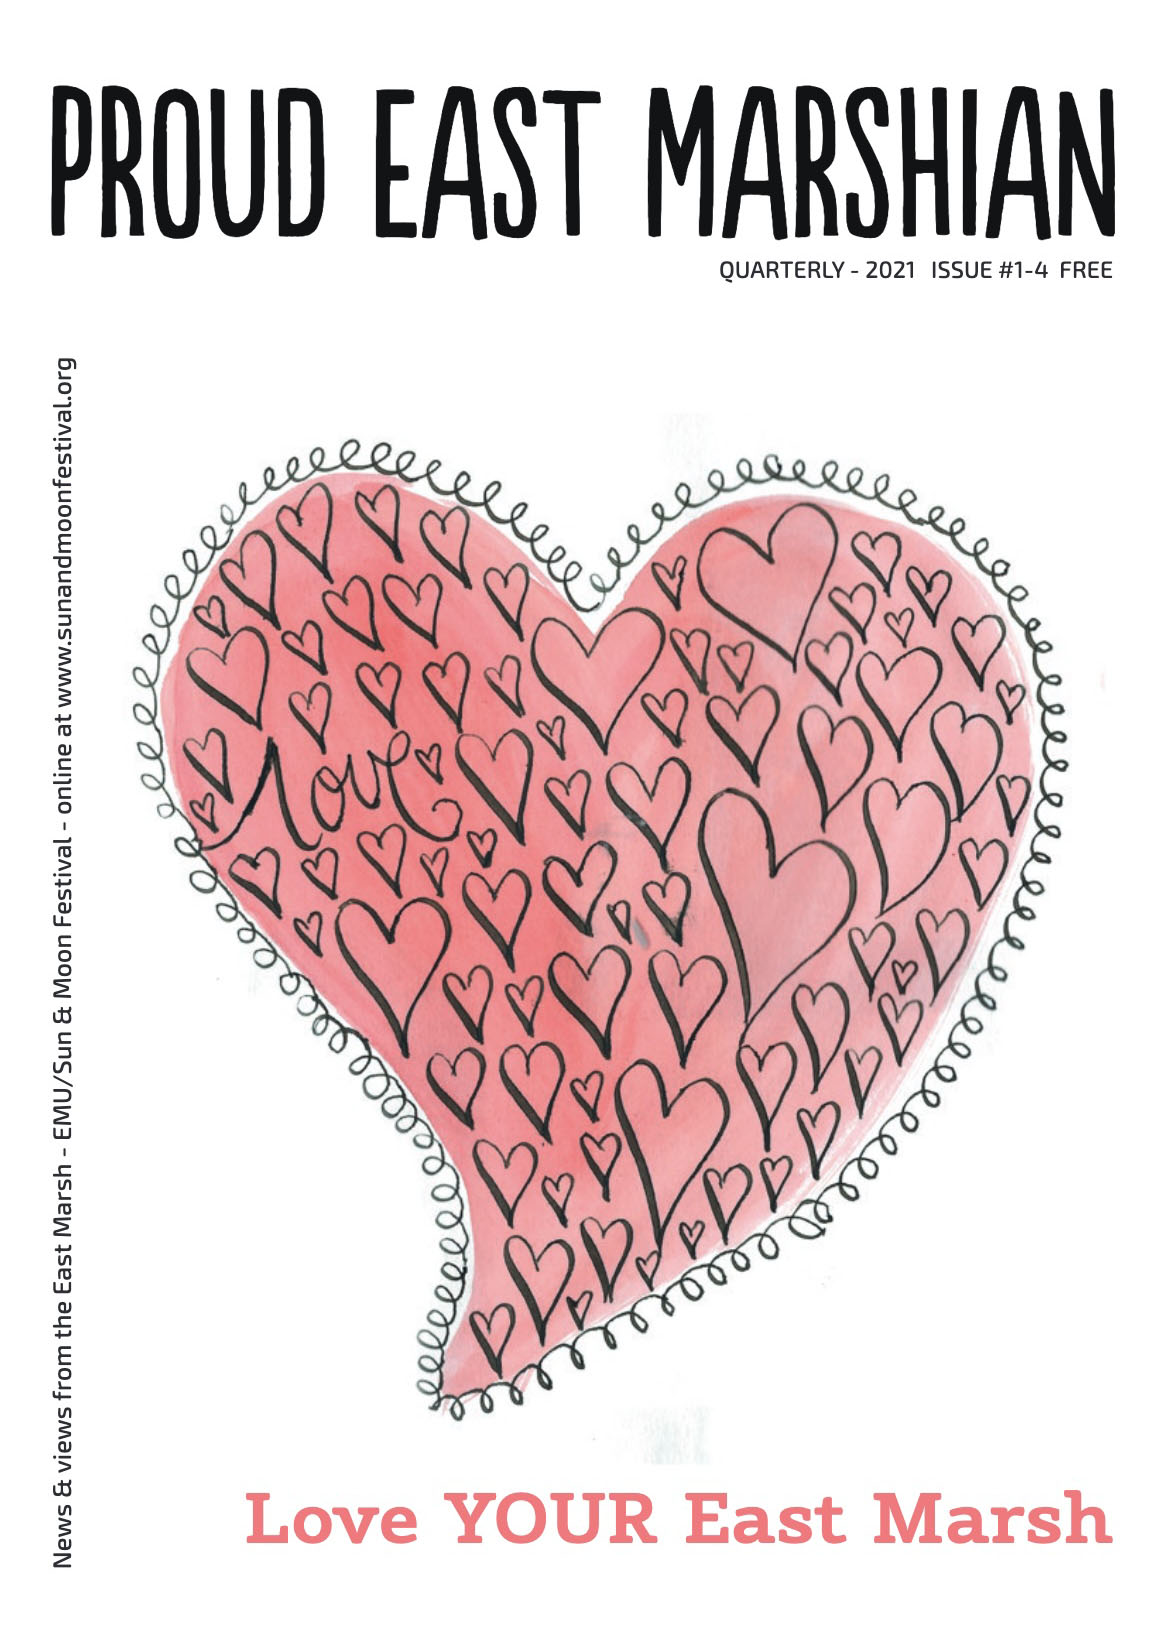 PROUD EAST MARSHIAN
QUARTERLY - 2021 ISSUE #1-4 FREE
News & views from the East Marsh - EMU/Sun & Moon Festival - online at www.sunandmoonfestival.org
Love
Love YOUR East Marsh